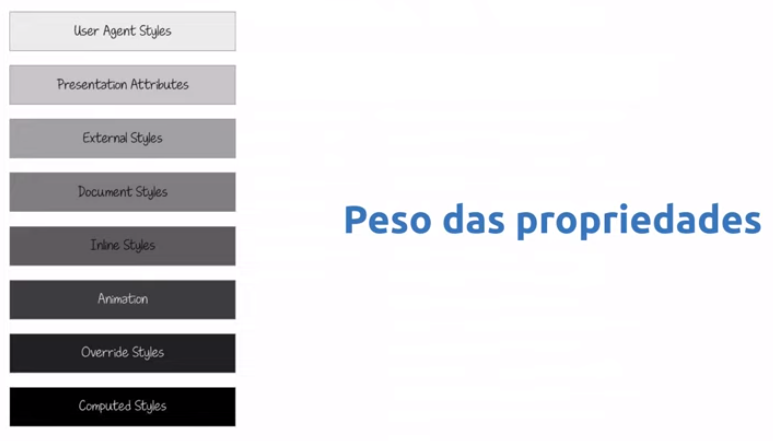 User Agent Styles
Presentation Attributes
External Styles
Document Styles
Inline Styles
Animation
Override Styles
Computed Styles
Peso das propriedades